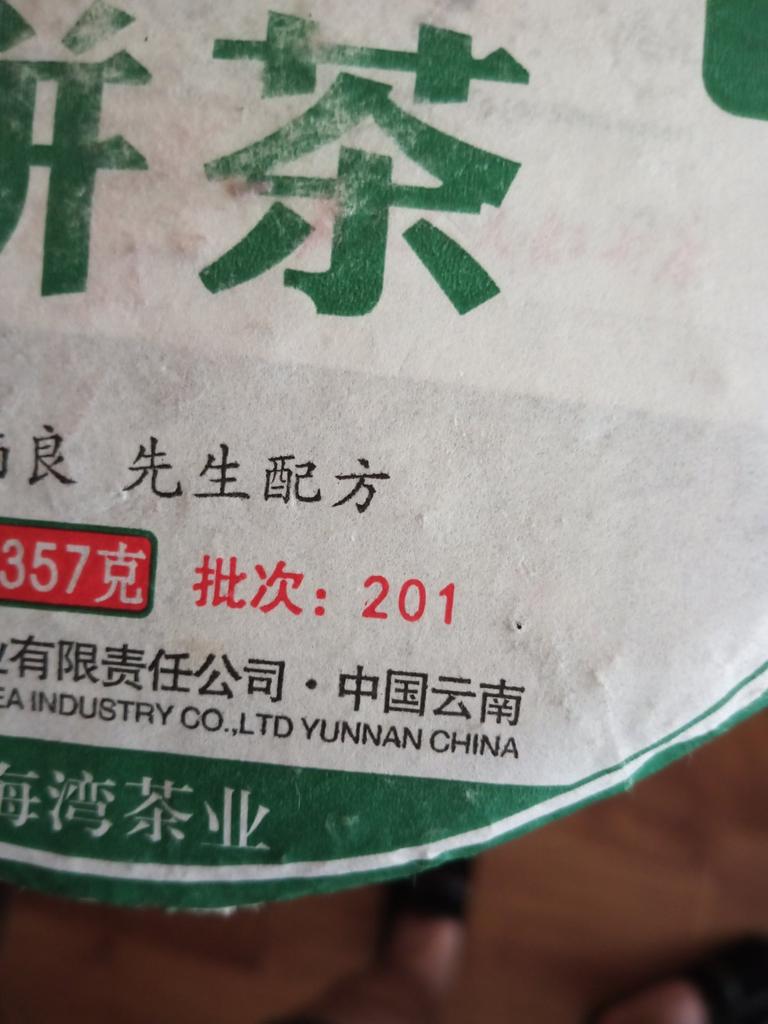 饼茶
良 先生配方
357克 批次：201
有限责任公司·中国云南
EA INDUSTRY CO.,LTD YUNNAN CHINA
海湾茶业